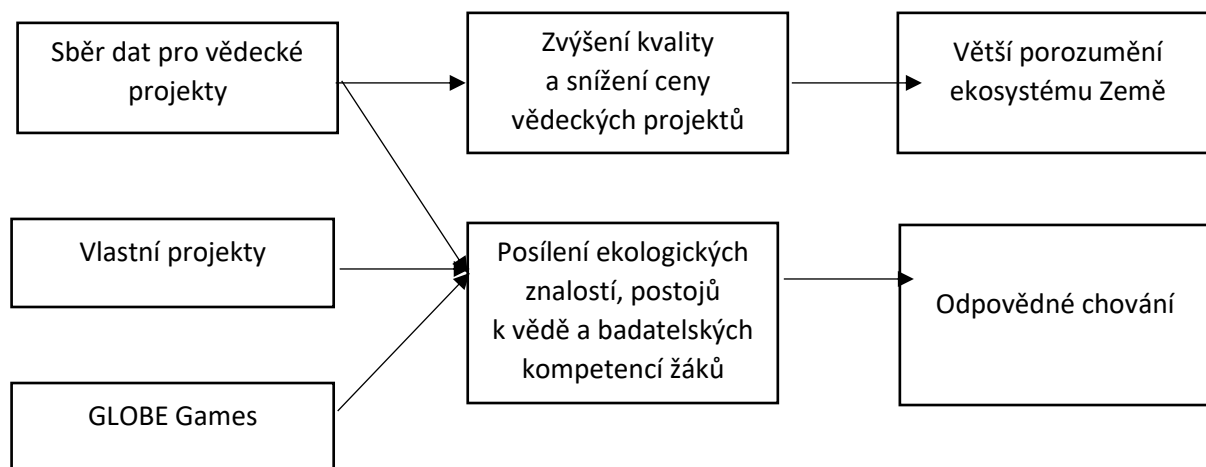 Sběr dat pro vědecké
projekty
Zvýšení kvality
a snížení ceny
vědeckých projektů
Větší porozumění
ekosystému Země
Vlastní projekty
Posílení ekologických
znalostí, postojů
k vědě a badatelských
kompetencí žáků
Odpovědné chování
GLOBE Games